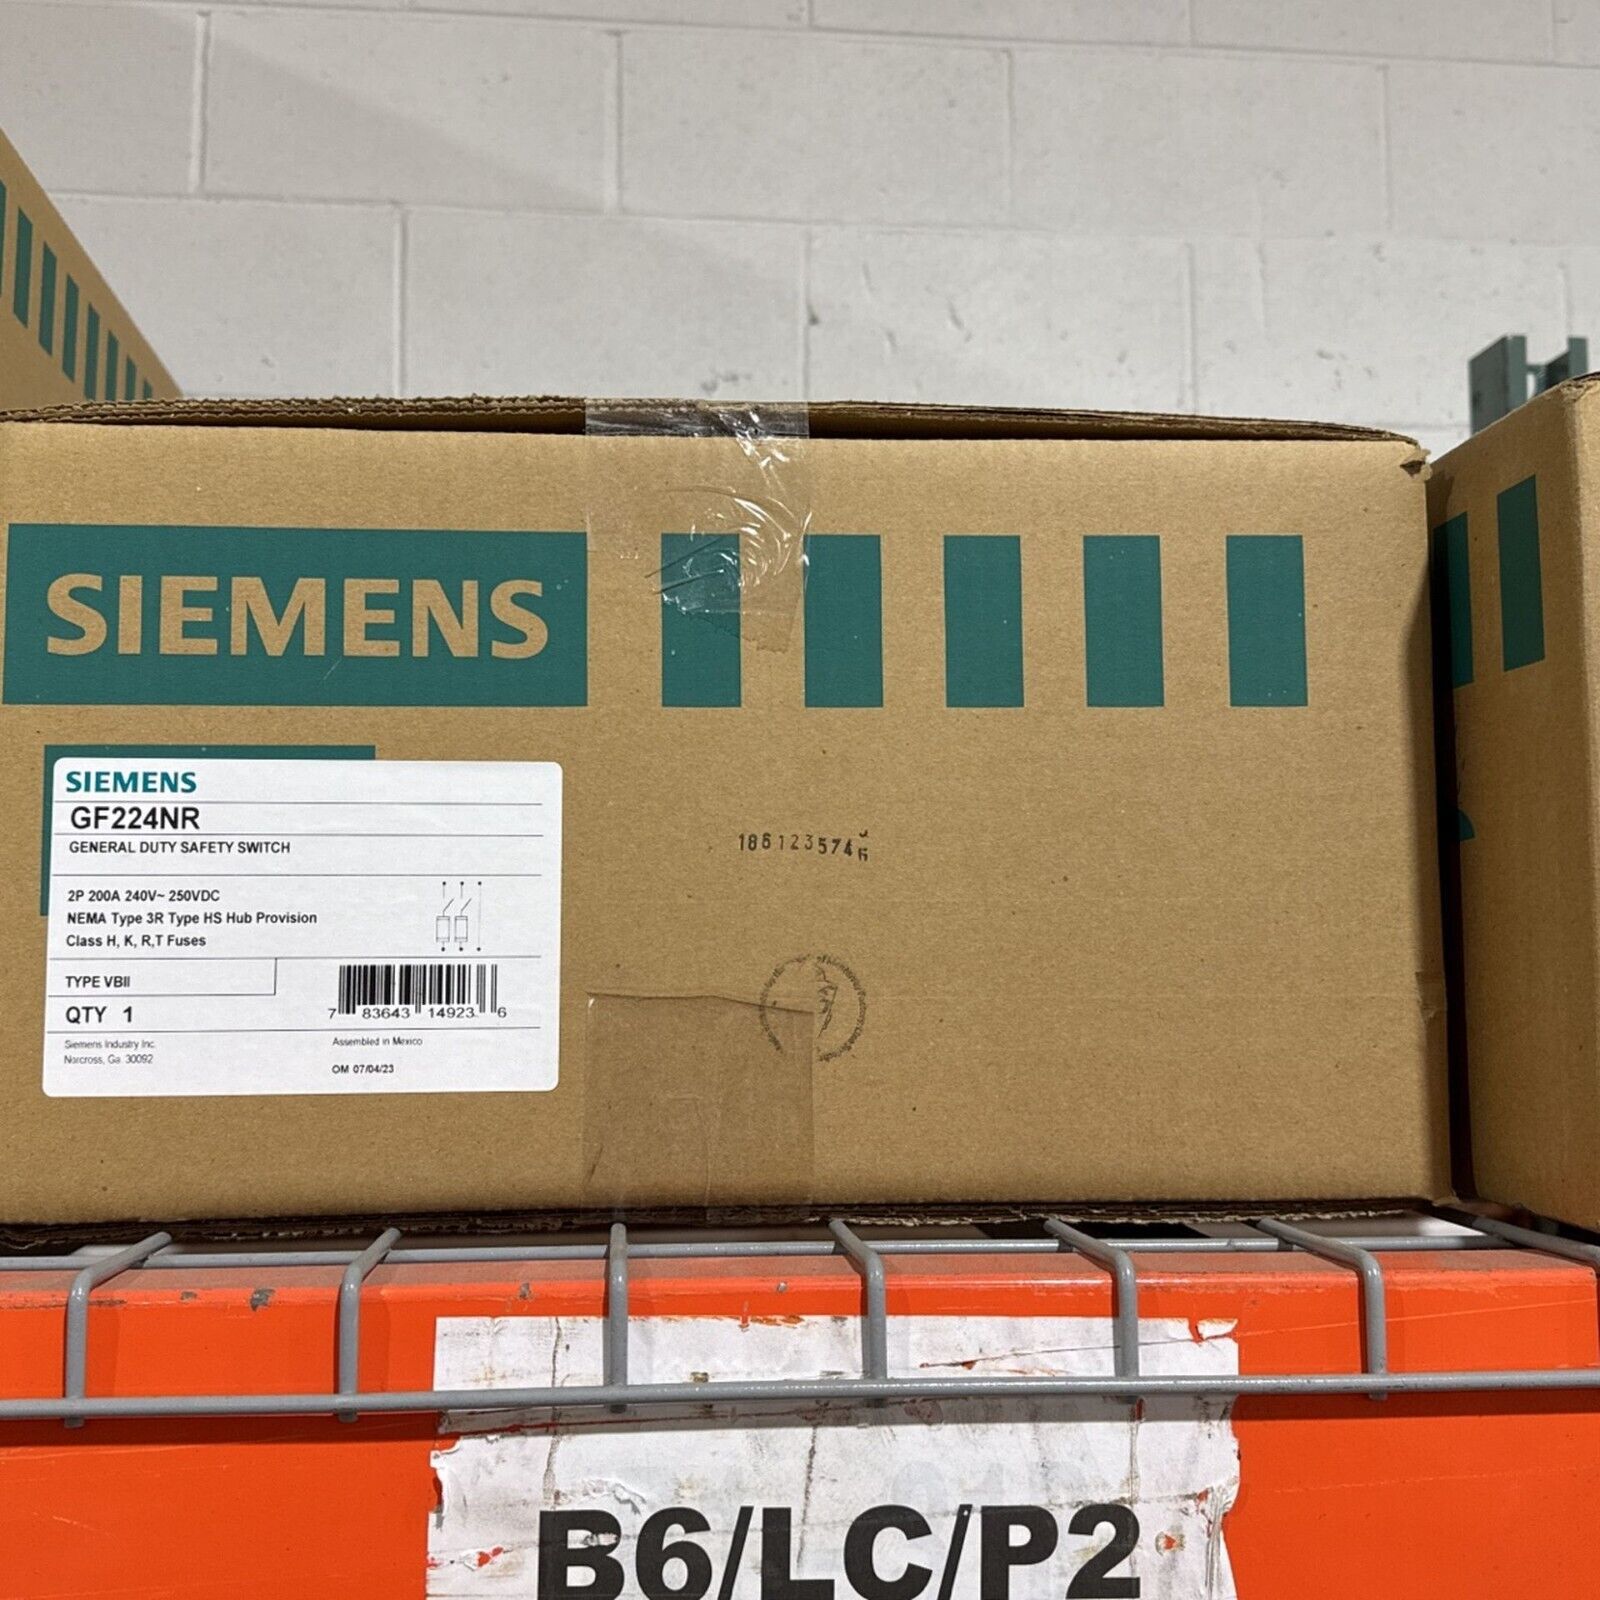 SIEMENS
SIEMENS
GF224NR
GENERAL DUTY SAFETY SWITCH
2P 200A 240V~ 250VDC
NEMA Type 3R Type HS Hub Provision
Class H, K, R,T Fuses
TYPE VBII
QTY 1
7 83643 14923 6
Siemens Industry Inc.
Norcross, Ga. 30092
Assembled in Mexico
OM 07/04/23
186123574
B6/LC/P2